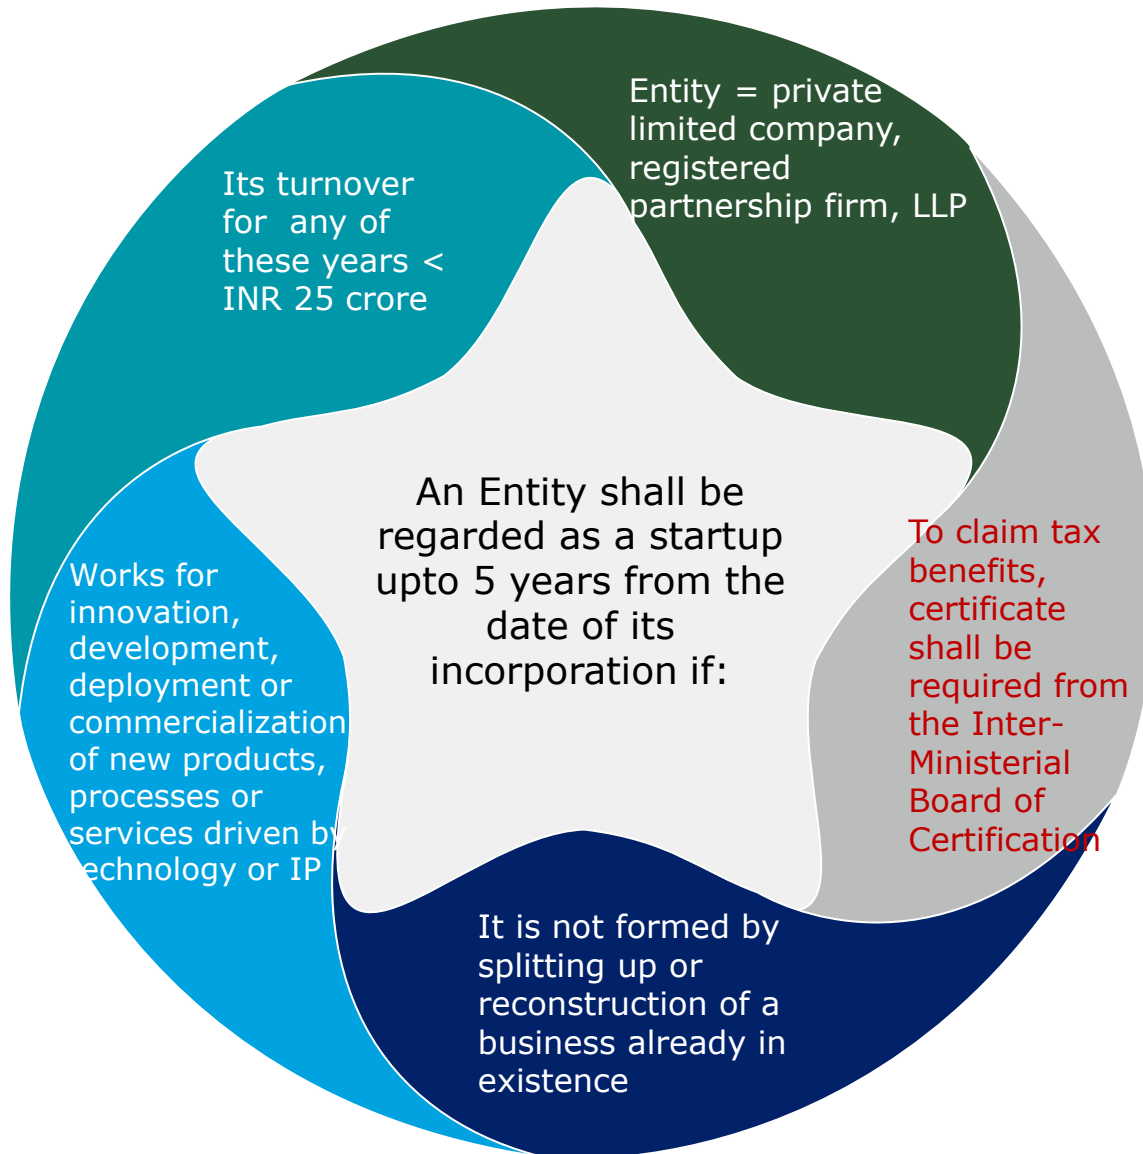 Entity = private
limited company,
registered
partnership firm, LLP
Its turnover
for any of
these years <
INR 25 crore
An Entity shall be
regarded as a startup
upto 5 years from the
date of its
incorporation if:
To claim tax
benefits,
certificate
shall be
required from
the Inter-
Ministerial
Board of
Certification
Works for
innovation,
development,
deployment or
commercialization
of new products,
processes or
services driven by
technology or IP
It is not formed by
splitting up or
reconstruction of a
business already in
existence